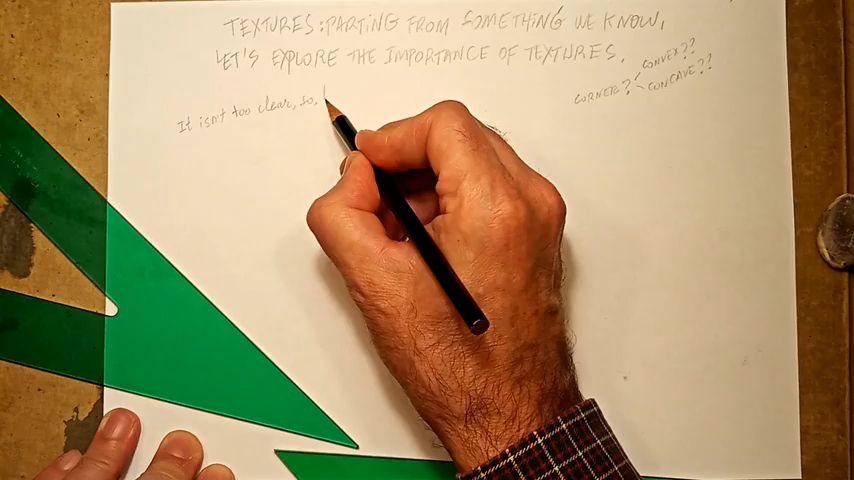 TEXTURES: PARTING FROM SOMETHING WE KNOW,
LET'S EXPLORE THE IMPORTANCE OF TEXTURES.
CONVEX??
CORNER?
CONCAVE??
It isn't too clear, so,